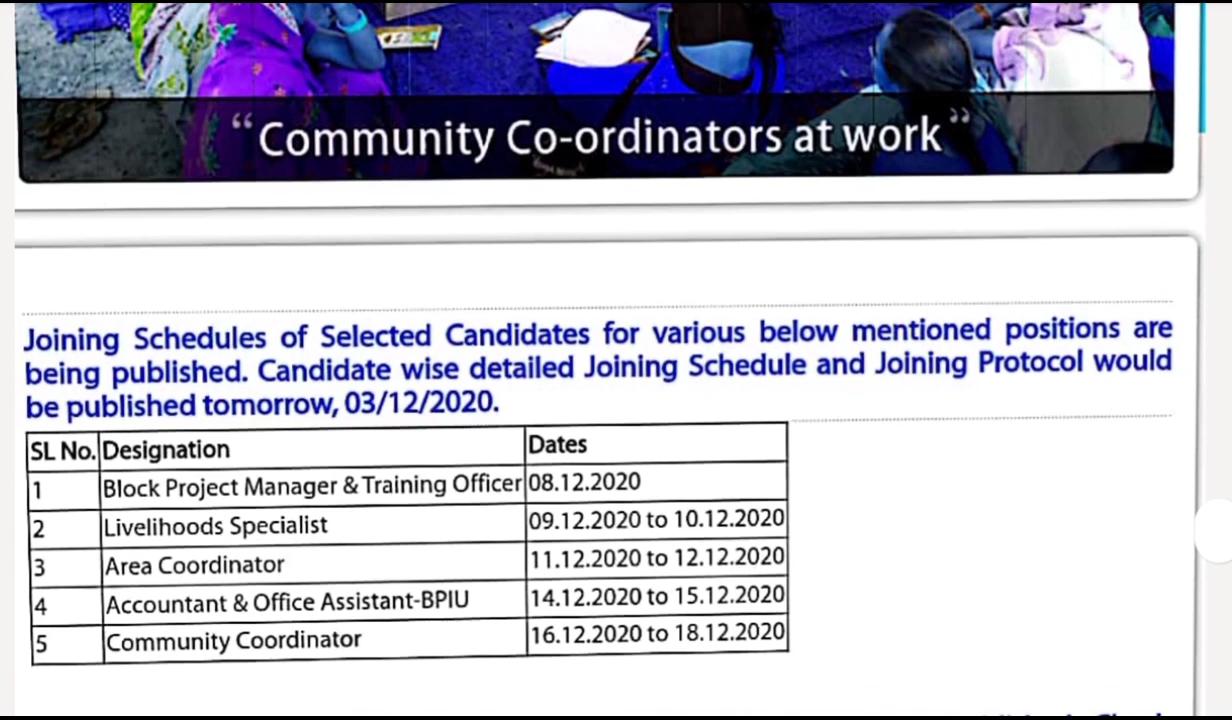 “Community Co-ordinators at work”
Joining Schedules of Selected Candidates for various below mentioned positions are
being published. Candidate wise detailed Joining Schedule and Joining Protocol would
be published tomorrow, 03/12/2020.
SL No. Designation Dates
1 Block Project Manager & Training Officer 08.12.2020
2 Livelihoods Specialist 09.12.2020 to 10.12.2020
3 Area Coordinator 11.12.2020 to 12.12.2020
4 Accountant & Office Assistant-BPIU 14.12.2020 to 15.12.2020
5 Community Coordinator 16.12.2020 to 18.12.2020